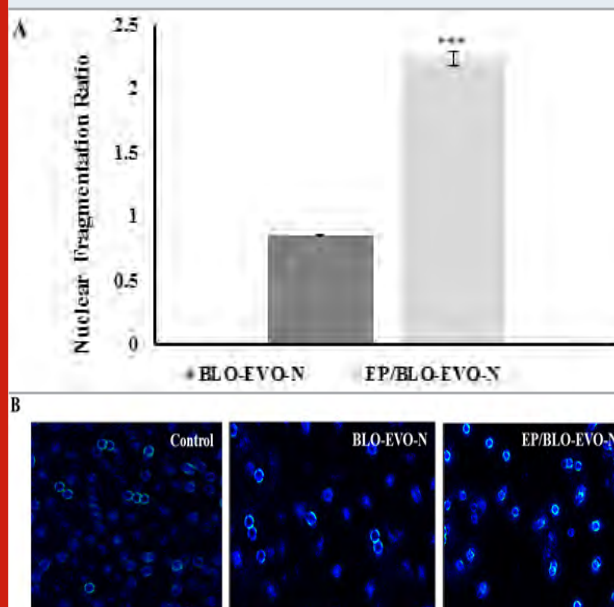 A
2.5
***
2
1.5
1
0.5
0
Nuclear Fragmentation Ratio
BLO-EVO-N EP/BLO-EVO-N
B
Control BLO-EVO-N EP/BLO-EVO-N